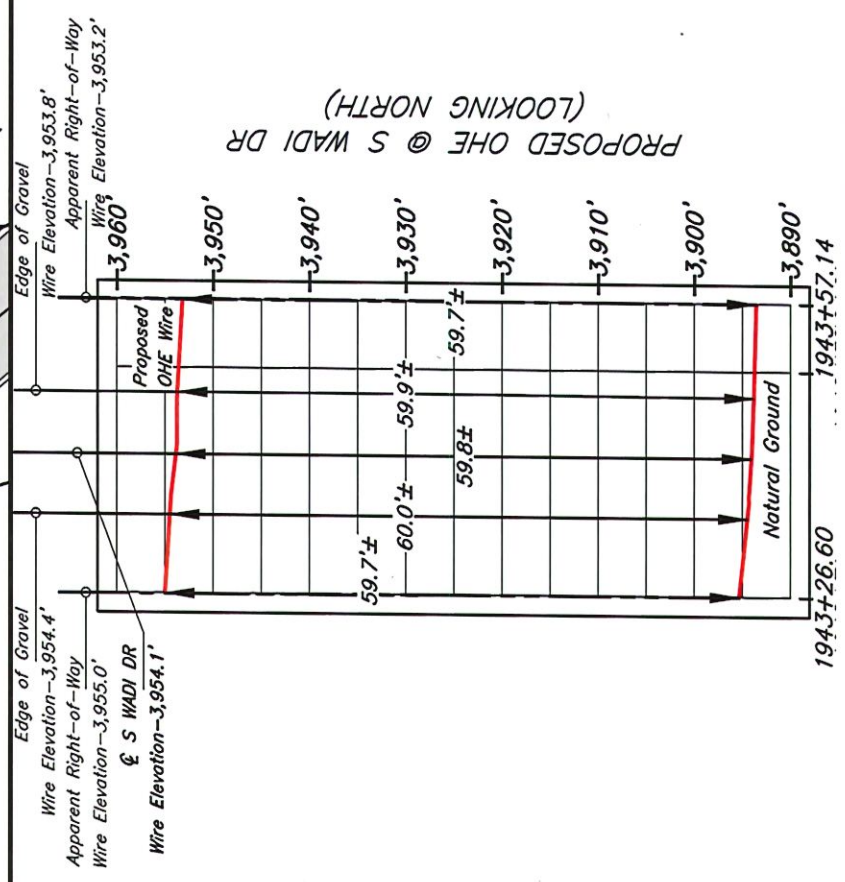 Edge of Gravel
Wire Elevation-3,954.4'
Apparent Right-of-Way
Wire Elevation-3,955.0'
℄ S WADI DR
Wire Elevation-3,954.1'
Edge of Gravel
Wire Elevation-3,953.8'
Apparent Right-of-Way
Wire Elevation-3,953.2'
Proposed
OHE Wire
3,960'
3,950'
3,940'
3,930'
3,920'
3,910'
3,900'
3,890'
59.7'±
60.0'±
59.8±
59.9'±
59.7'±
Natural Ground
1943+26.60
1943+57.14
PROPOSED OHE @ S WADI DR
(LOOKING NORTH)